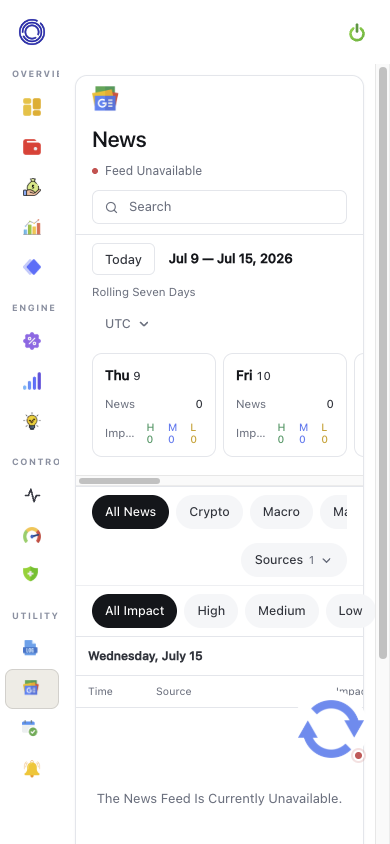 OVERVIE
News
Feed Unavailable
Search
Today Jul 9 — Jul 15, 2026
Rolling Seven Days
UTC
ENGINE
Thu 9 Fri 10
News 0 News 0
Imp... H M L Imp... H M L
0 0 0 0 0 0
CONTRO
All News Crypto Macro Ma
Sources 1
All Impact High Medium Low
UTILITY
Wednesday, July 15
Time Source Impac
The News Feed Is Currently Unavailable.